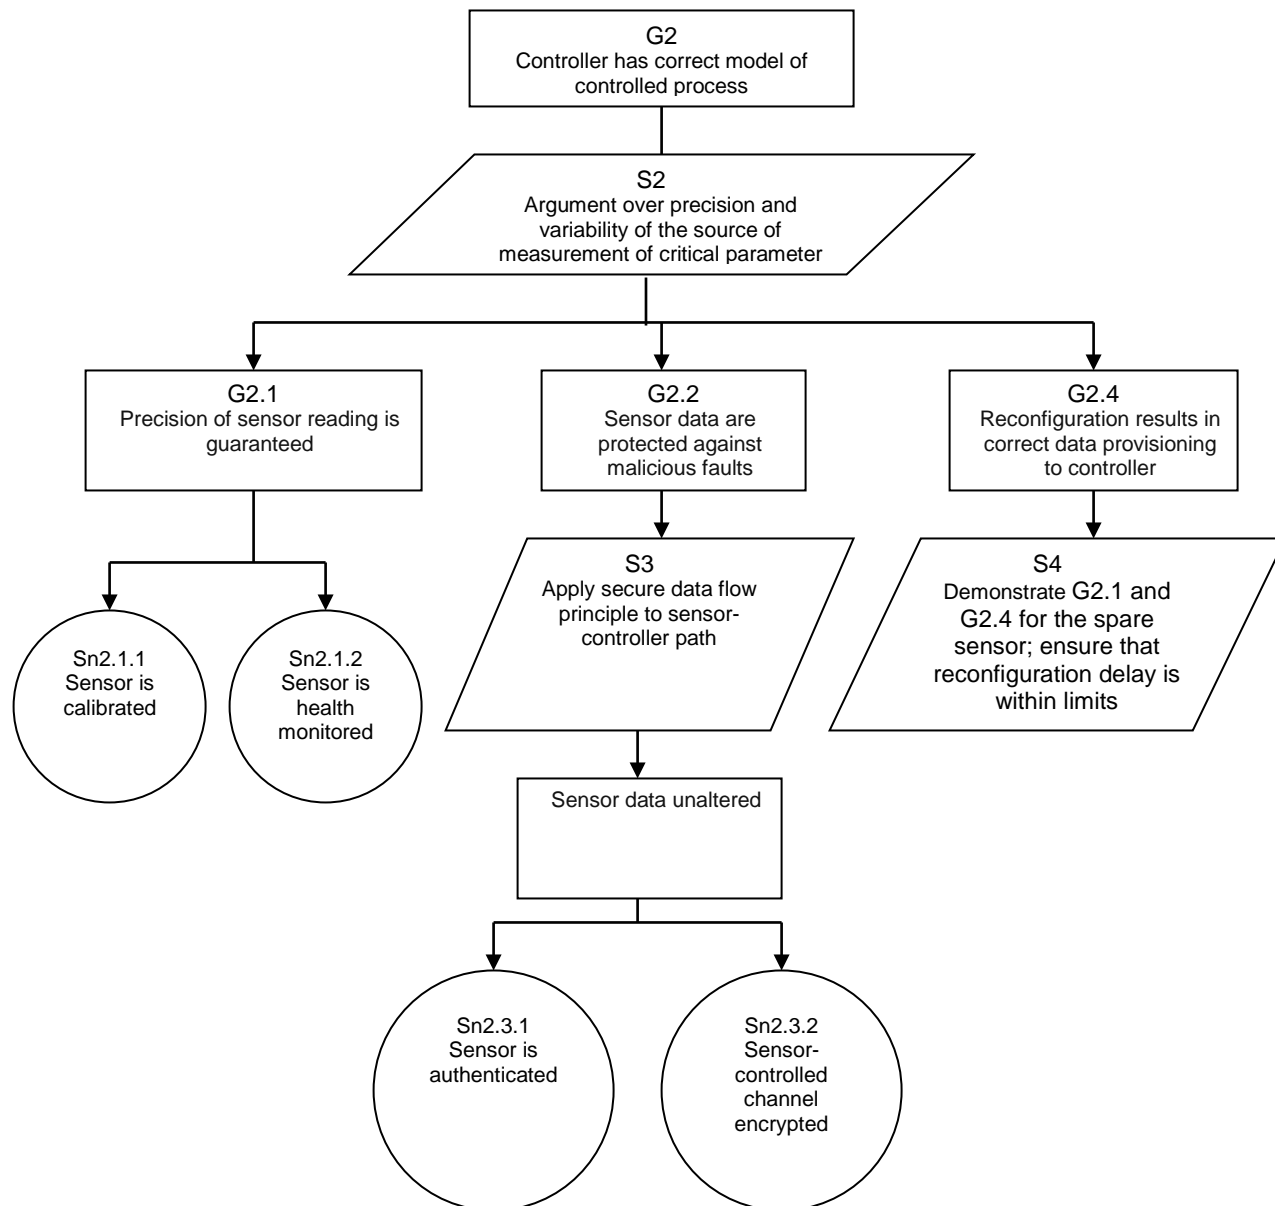 G2
Controller has correct model of
controlled process
S2
Argument over precision and
variability of the source of
measurement of critical parameter
G2.1
Precision of sensor reading is
guaranteed
G2.2
Sensor data are
protected against
malicious faults
G2.4
Reconfiguration results in
correct data provisioning
to controller
Sn2.1.1
Sensor is
calibrated
Sn2.1.2
Sensor is
health
monitored
S3
Apply secure data flow
principle to sensor-
controller path
S4
Demonstrate G2.1 and
G2.4 for the spare
sensor; ensure that
reconfiguration delay is
within limits
Sensor data unaltered
Sn2.3.1
Sensor is
authenticated
Sn2.3.2
Sensor-
controlled
channel
encrypted